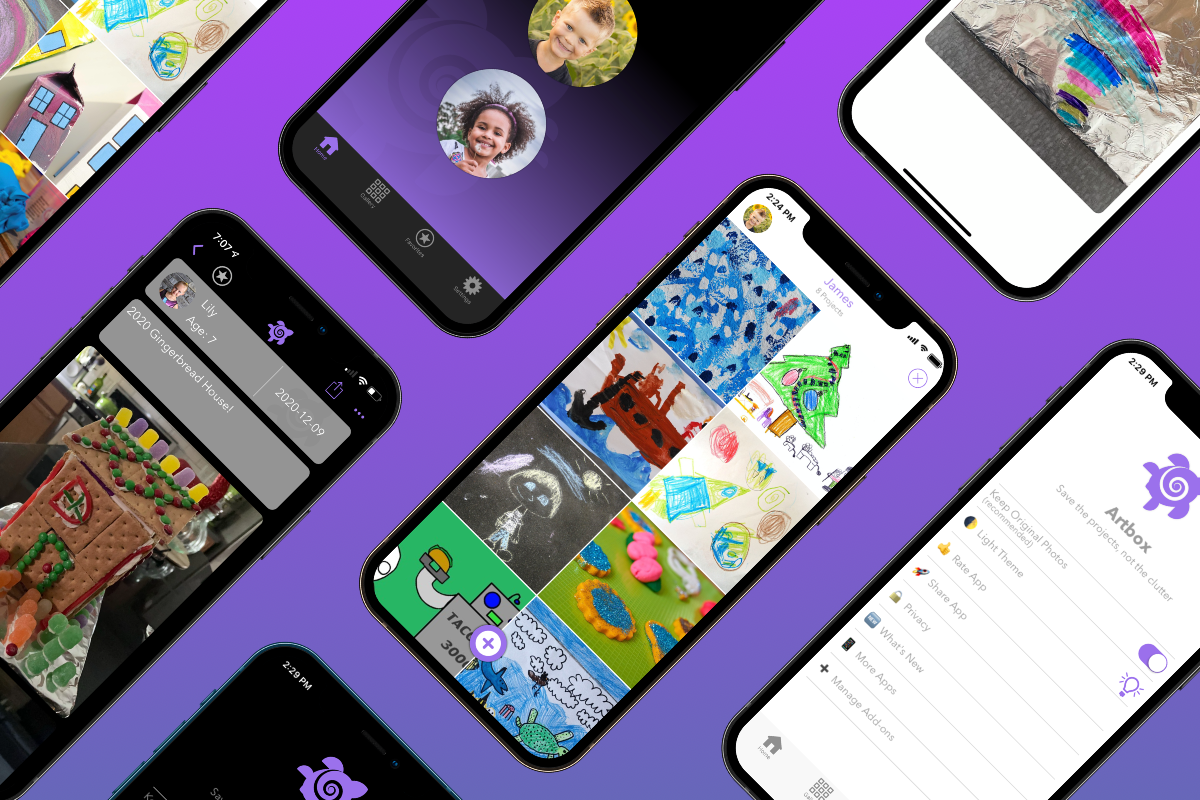 Home
Gallery
Favorites
Settings
7:07
Lily
Age: 7
2020-12-09
2020 Gingerbread House!
2:24 PM
James
8 Projects
TACO
300
2:29 PM
Artbox
Save the projects, not the clutter
Keep Original Photos
(recommended)
Light Theme
Rate App
Share App
Privacy
What's New
More Apps
Manage Add-ons
Home
2:29 PM